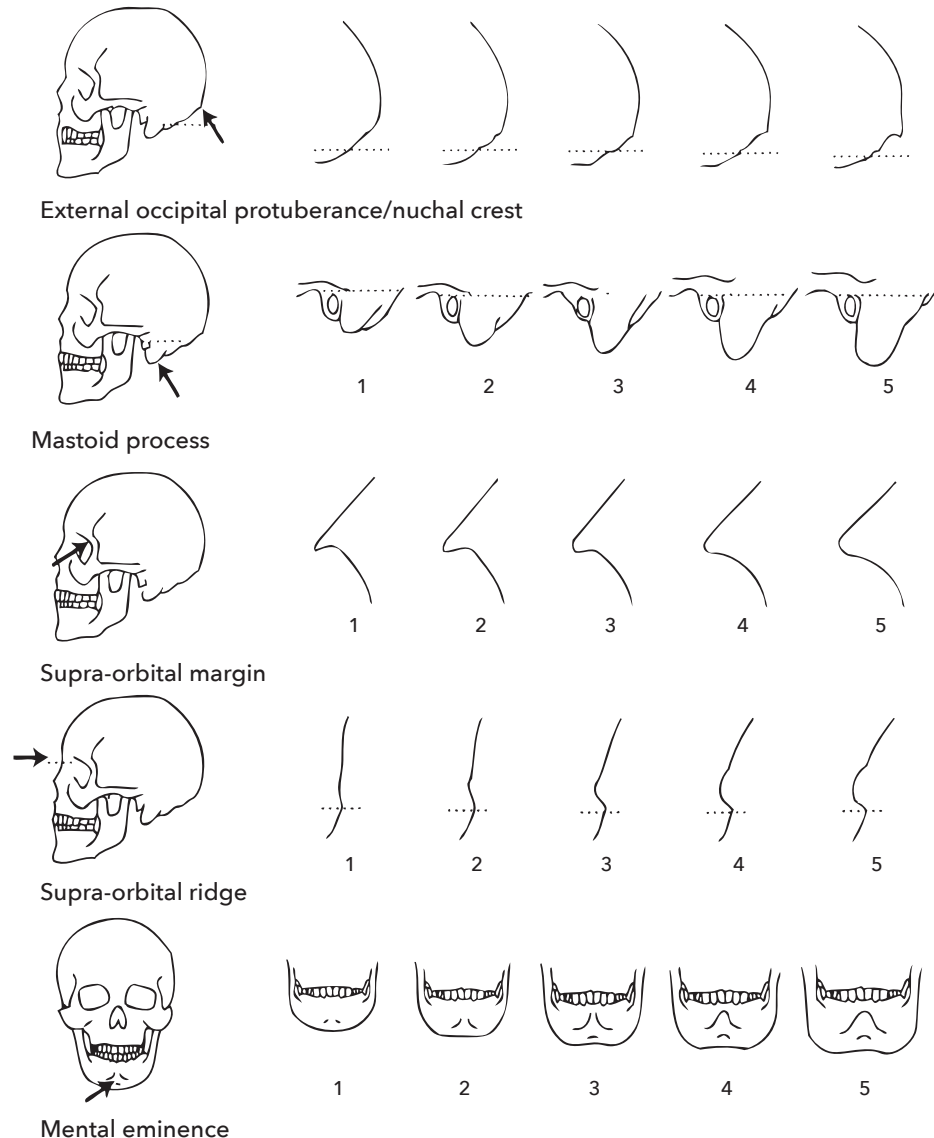 External occipital protuberance/nuchal crest
1 2 3 4 5
Mastoid process
1 2 3 4 5
Supra-orbital margin
1 2 3 4 5
Supra-orbital ridge
1 2 3 4 5
Mental eminence